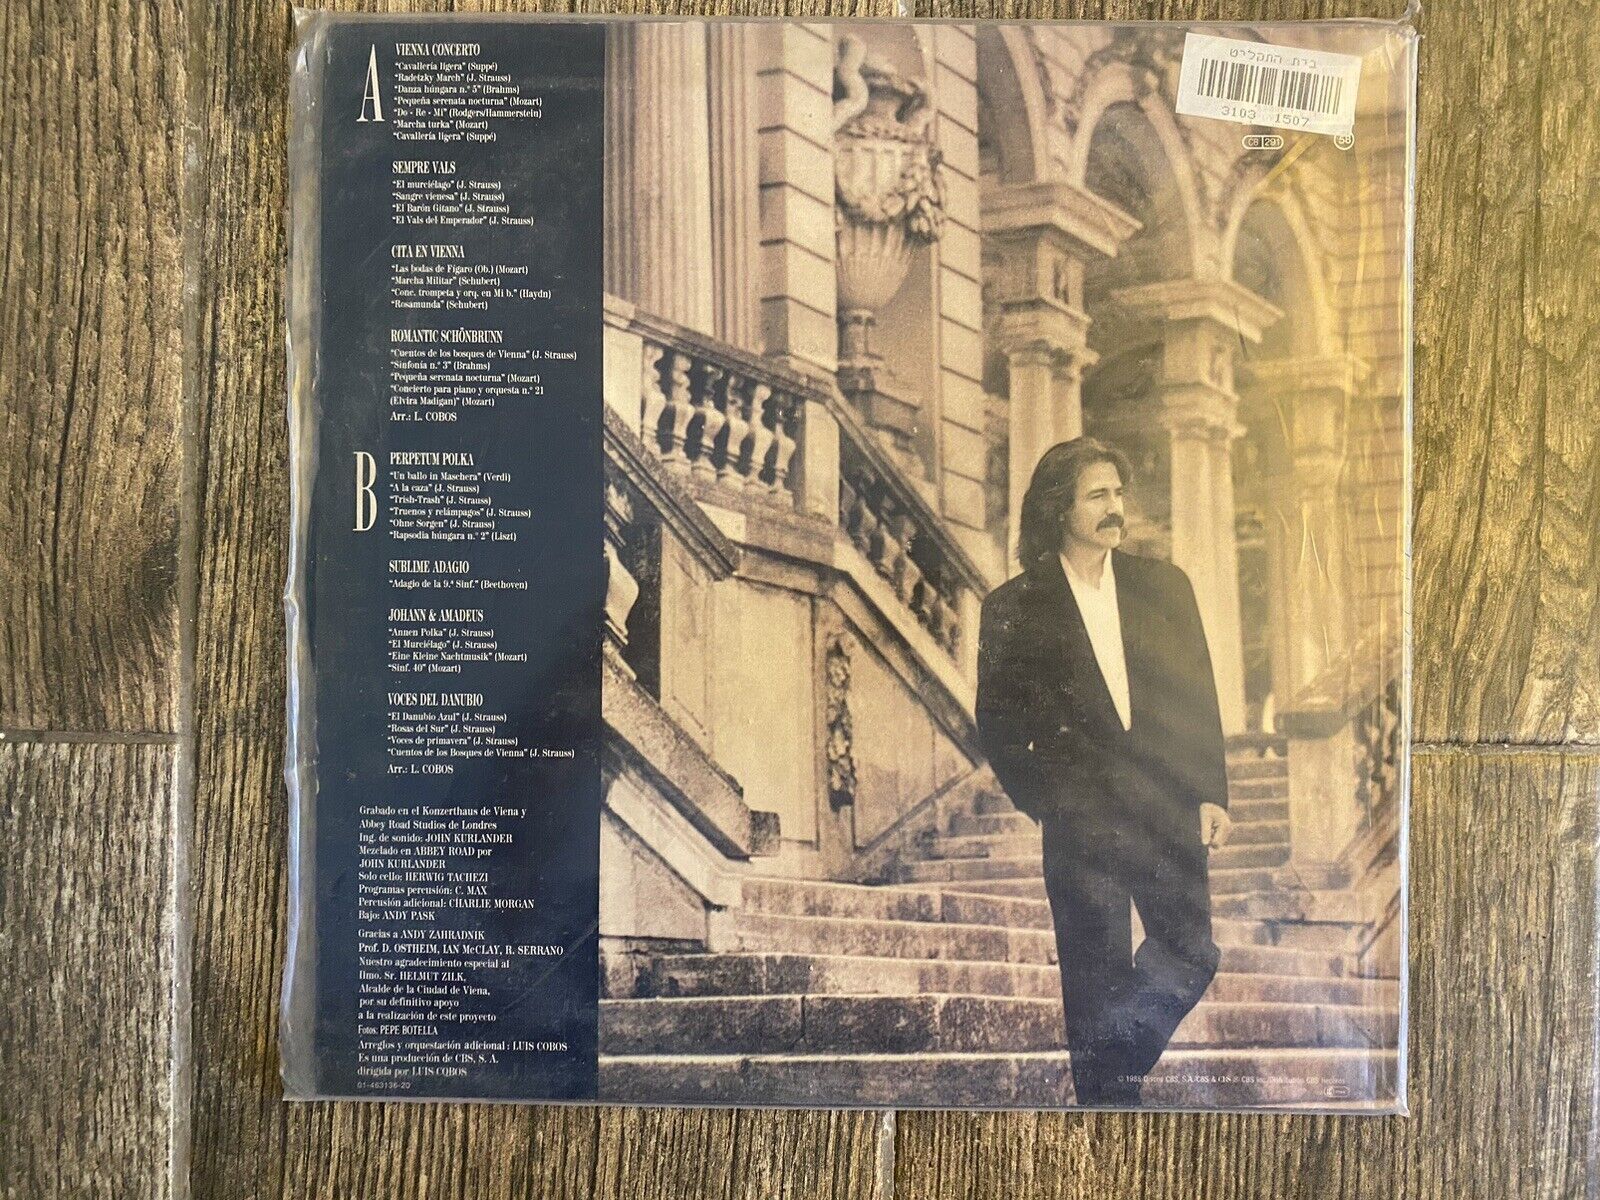 A
VIENNA CONCERTO
"Cavallería ligera" (Suppé)
"Radetzky March" (J. Strauss)
"Danza húngara n.º 5" (Brahms)
"Pequeña serenata nocturna" (Mozart)
"Do - Re - Mi" (Rodgers/Hammerstein)
"Marcha turka" (Mozart)
"Cavallería ligera" (Suppé)
SEMPRE VALS
"El murciélago" (J. Strauss)
"Sangre vienesa" (J. Strauss)
"El Barón Gitano" (J. Strauss)
"El Vals del Emperador" (J. Strauss)
CITA EN VIENNA
"Las bodas de Fígaro (Ob.) (Mozart)
"Marcha Militar" (Schubert)
"Conc. trompeta y orq. en Mi b." (Haydn)
"Rosamunda" (Schubert)
ROMANTIC SCHÖNBRUNN
"Cuentos de los bosques de Vienna" (J. Strauss)
"Sinfonía n.º 3" (Brahms)
"Pequeña serenata nocturna" (Mozart)
"Concierto para piano y orquesta n.º 21
(Elvira Madigan)" (Mozart)
Arr.: L. COBOS
B
PERPETUM POLKA
"Un ballo in Maschera" (Verdi)
"A la caza" (J. Strauss)
"Trish-Trash" (J. Strauss)
"Truenos y relámpagos" (J. Strauss)
"Ohne Sorgen" (J. Strauss)
"Rapsodia húngara n.º 2" (Liszt)
SUBLIME ADAGIO
"Adagio de la 9.ª Sinf." (Beethoven)
JOHANN & AMADEUS
"Annen Polka" (J. Strauss)
"El Murciélago" (J. Strauss)
"Eine Kleine Nachtmusik" (Mozart)
"Sinf. 40" (Mozart)
VOCES DEL DANUBIO
"El Danubio Azul" (J. Strauss)
"Rosas del Sur" (J. Strauss)
"Voces de primavera" (J. Strauss)
"Cuentos de los Bosques de Vienna" (J. Strauss)
Arr.: L. COBOS
Grabado en el Konzerthaus de Viena y
Abbey Road Studios de Londres
Ing. de sonido: JOHN KURLANDER
Mezclado en ABBEY ROAD por
JOHN KURLANDER
Solo cello: HERWIG TACHEZI
Programas percusión: C. MAX
Percusión adicional: CHARLIE MORGAN
Bajo: ANDY PASK
Gracias a ANDY ZAHRADNIK
Prof. D. OSTHEIM, IAN McCLAY, R. SERRANO
Nuestro agradecimiento especial al
Ilmo. Sr. HELMUT ZILK,
Alcalde de la Ciudad de Viena,
por su definitivo apoyo
a la realización de este proyecto
Fotos: PEPE BOTELLA
Arreglos y orquestación adicional : LUIS COBOS
Es una producción de CBS, S. A.
dirigida por LUIS COBOS
01-463136-20
בית התקליט
3103 1507
CB 291
58
© 1988 Discos CBS, S.A./CBS & CBS ® CBS Inc./Distribution CBS Records